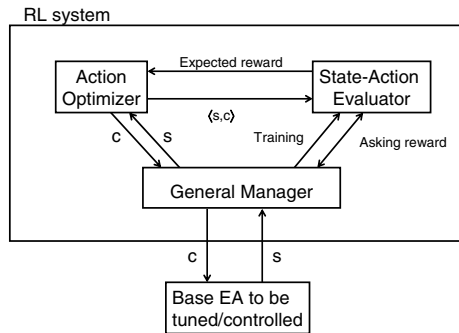 RL system
Action
Optimizer
Expected reward
State-Action
Evaluator
⟨s,c⟩
c
s
Training
Asking reward
General Manager
c
s
Base EA to be
tuned/controlled